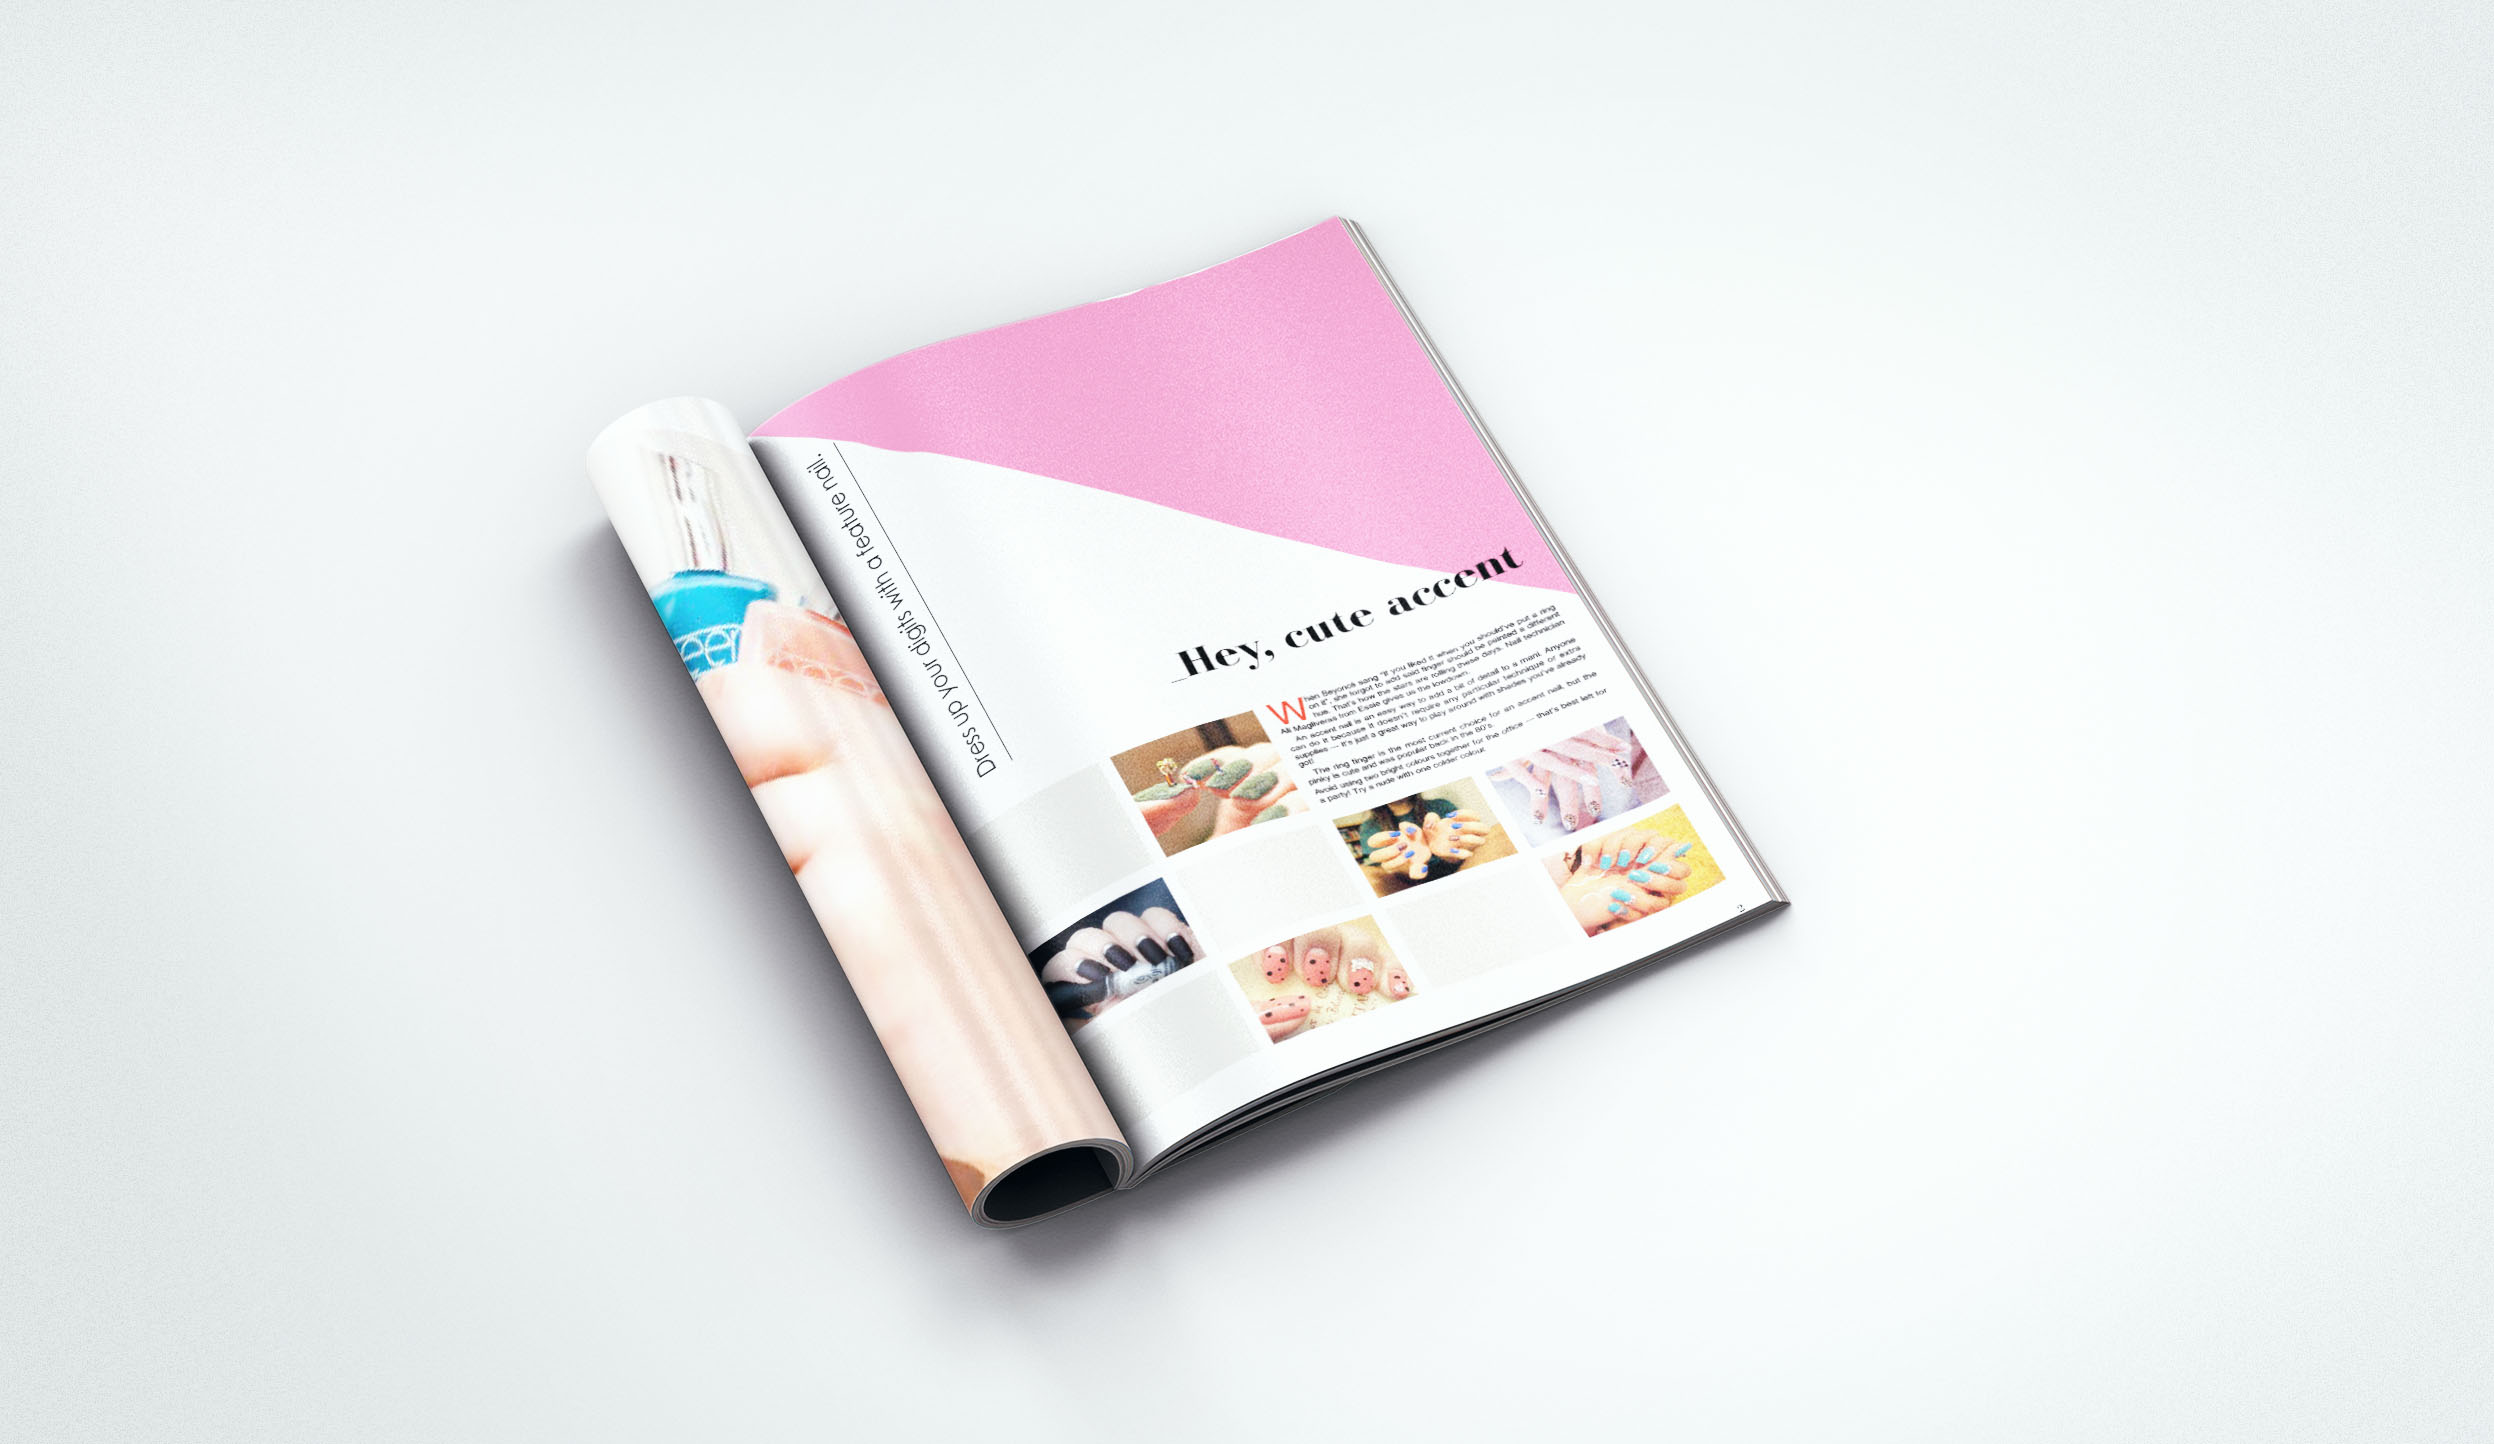 Dress up your digits with a feature nail.
Hey, cute accent
When Beyoncé sang "If you liked it when you should've put a ring
on it", she forgot to add said finger should be painted a different
hue. That's how the stars are rolling these days. Nail technician
Ali Magliveras from Essie gives us the lowdown.
An accent nail is an easy way to add a bit of detail to a mani. Anyone
can do it because it doesn't require any particular technique or extra
supplies — it's just a great way to play around with shades you've already
got!
The ring finger is the most current choice for an accent nail, but the
pinky is cute and was popular back in the 80's.
Avoid using two bright colours together for the office — that's best left for
a party! Try a nude with one colder colour.
2